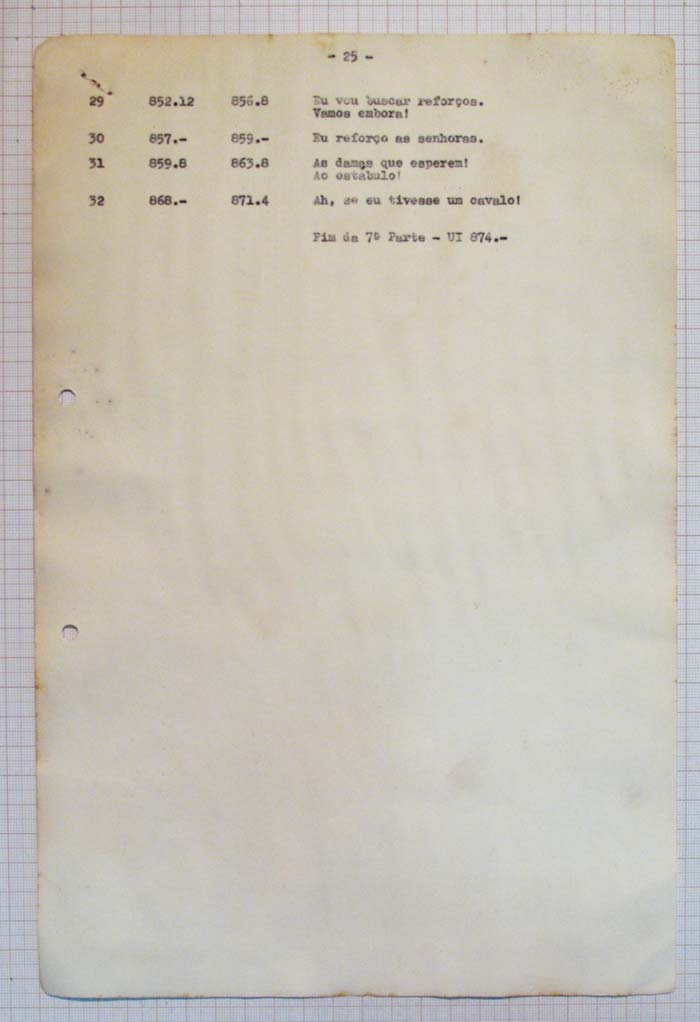 - 25 -
29 852.12 856.8 Eu vou buscar reforços.
Vamos embora!
30 857.- 859.- Eu reforço as senhoras.
31 859.8 863.8 As damas que esperem!
Ao estábulo!
32 868.- 871.4 Ah, se eu tivesse um cavalo!
Fim da 7ª Parte - UI 874.-